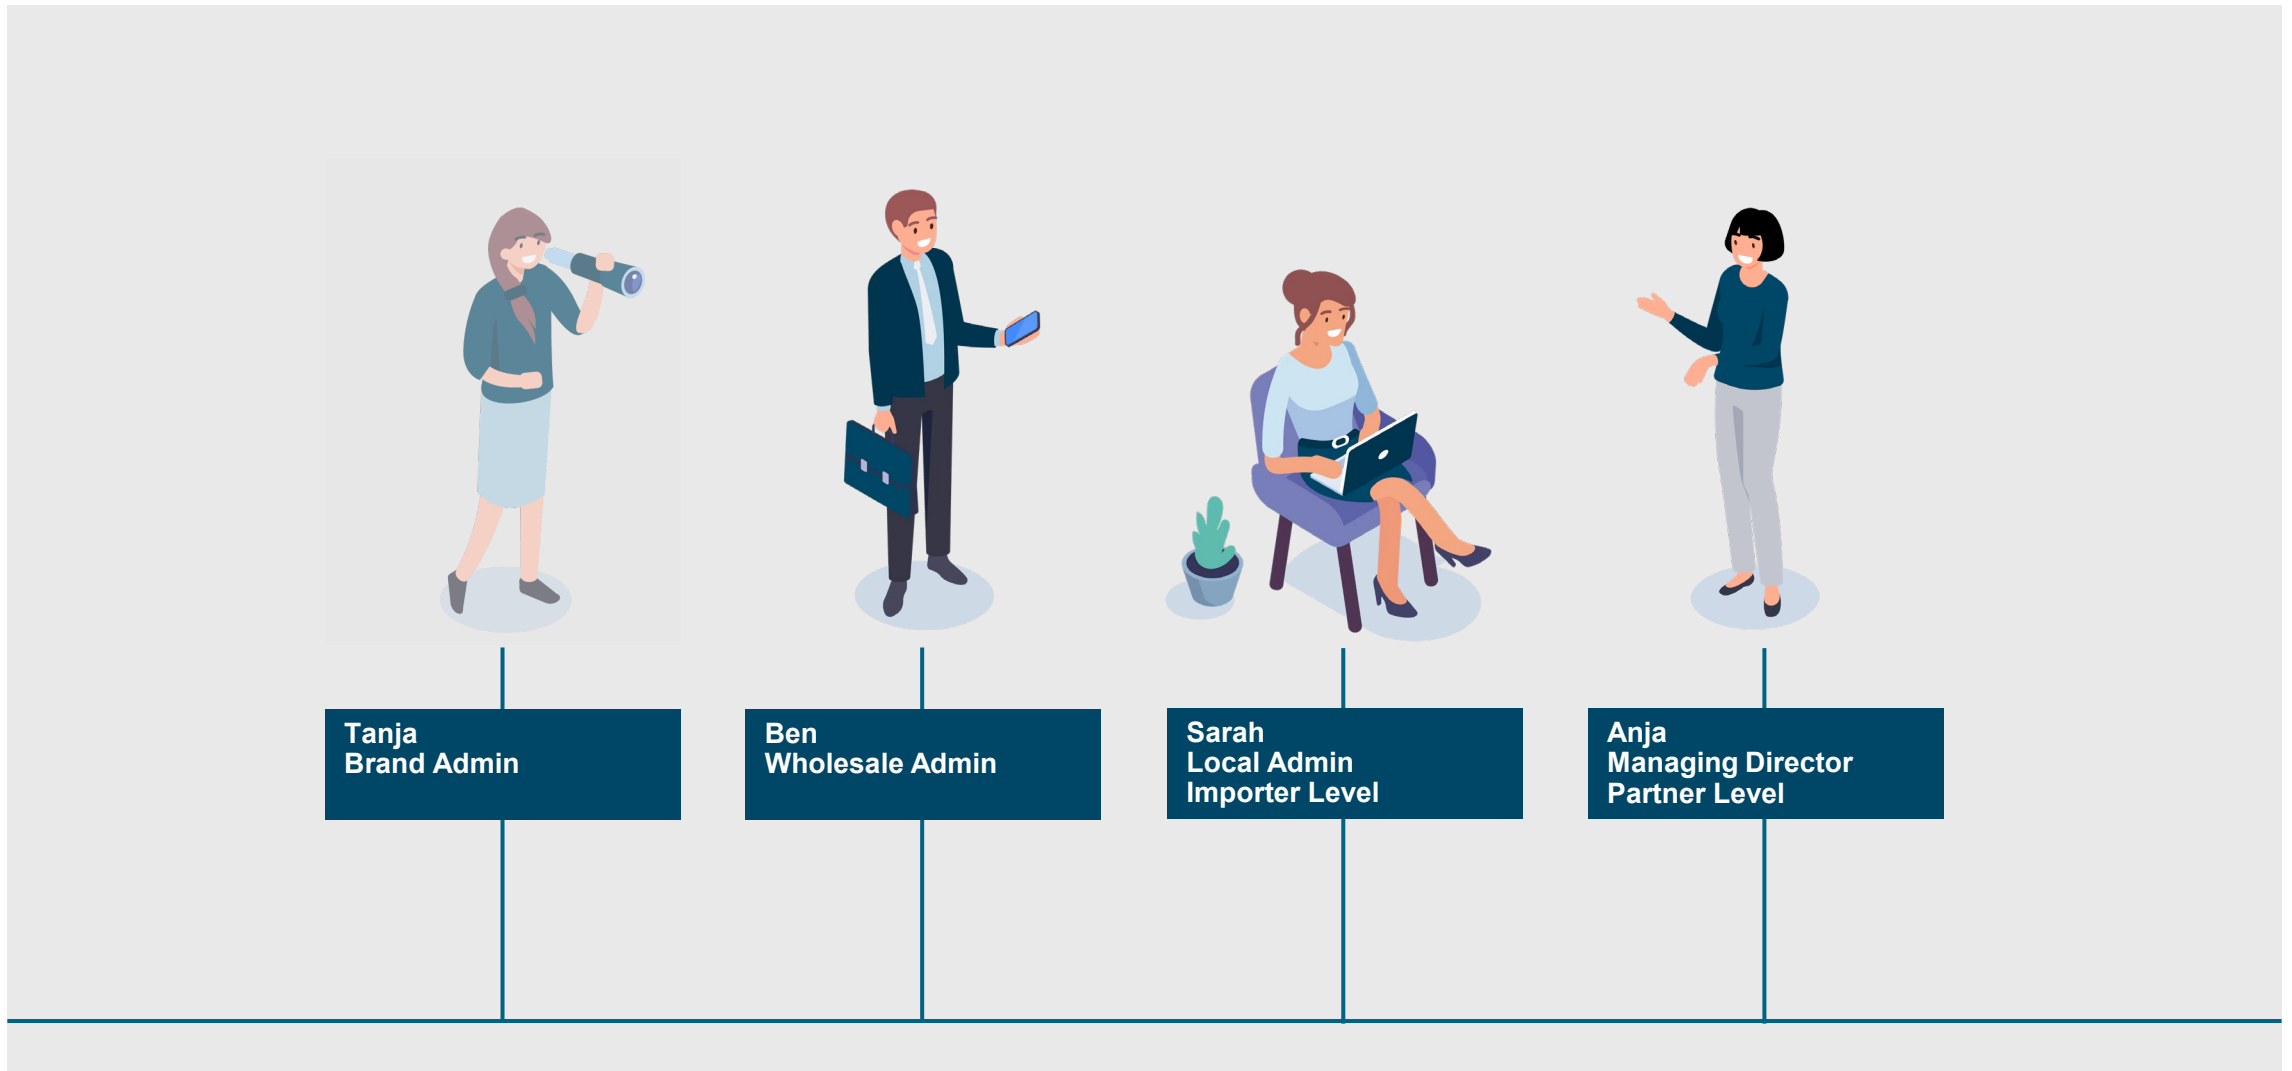 Tanja
Brand Admin
Ben
Wholesale Admin
Sarah
Local Admin
Importer Level
Anja
Managing Director
Partner Level